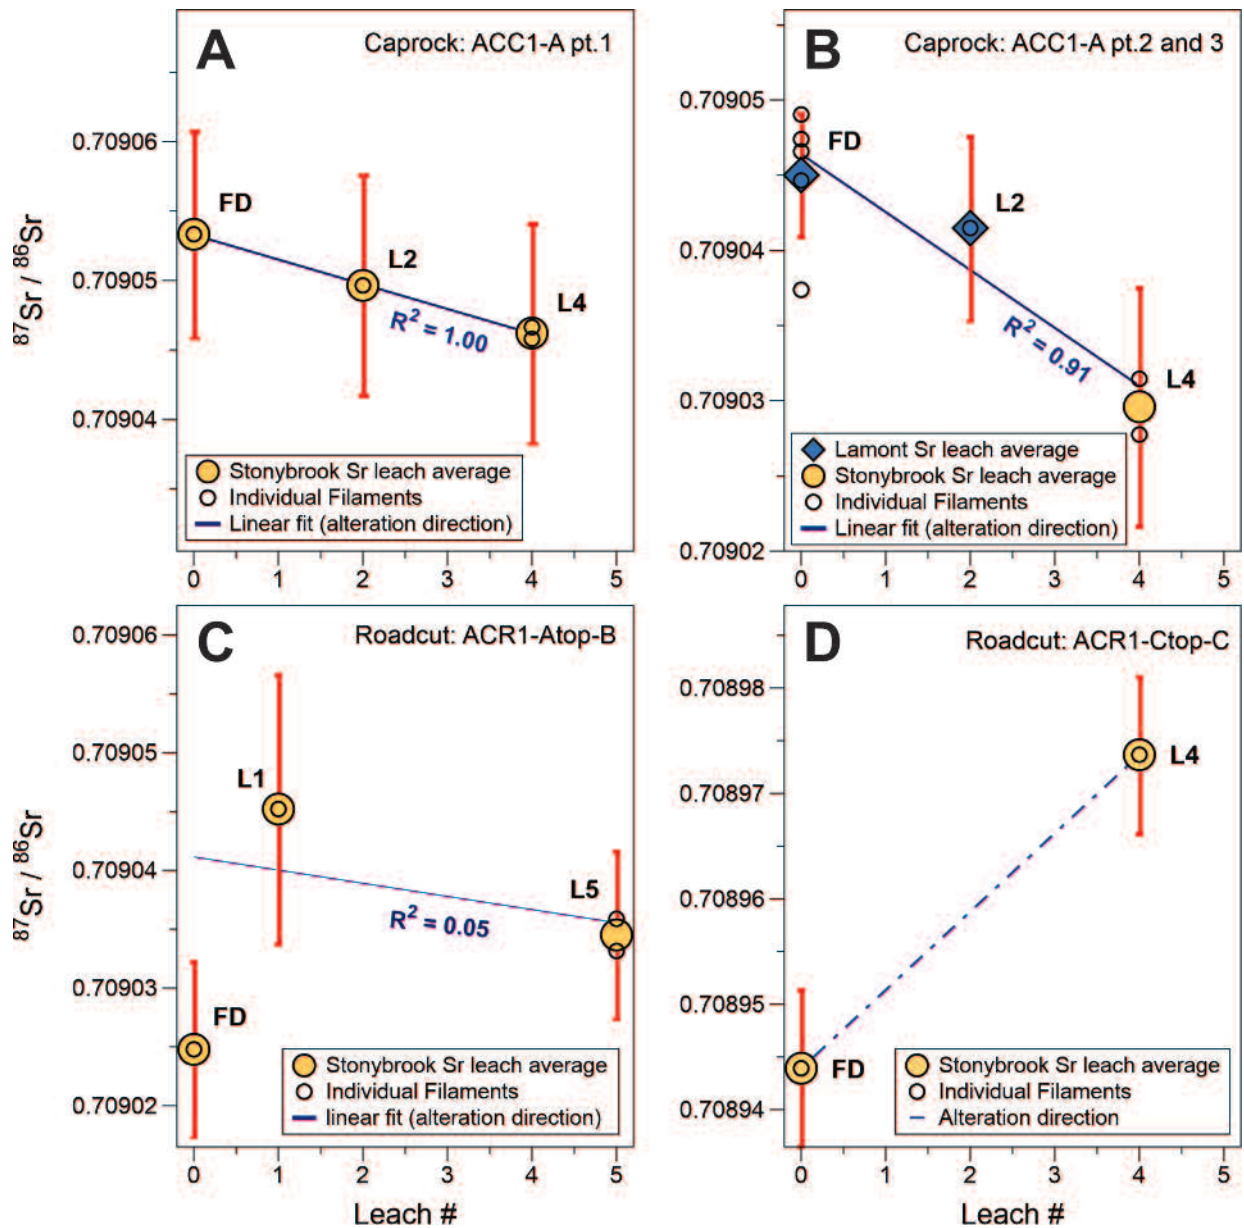 A
Caprock: ACC1-A pt.1
0.70906
0.70905
0.70904
87Sr / 86Sr
FD
L2
L4
R2 = 1.00
Stonybrook Sr leach average
Individual Filaments
Linear fit (alteration direction)
0 1 2 3 4 5
B
Caprock: ACC1-A pt.2 and 3
0.70905
0.70904
0.70903
0.70902
FD
L2
L4
R2 = 0.91
Lamont Sr leach average
Stonybrook Sr leach average
Individual Filaments
Linear fit (alteration direction)
0 1 2 3 4 5
C
Roadcut: ACR1-Atop-B
0.70906
0.70905
0.70904
0.70903
0.70902
87Sr / 86Sr
L1
L5
FD
R2 = 0.05
Stonybrook Sr leach average
Individual Filaments
linear fit (alteration direction)
0 1 2 3 4 5
Leach #
D
Roadcut: ACR1-Ctop-C
0.70898
0.70897
0.70896
0.70895
0.70894
L4
FD
Stonybrook Sr leach average
Individual Filaments
Alteration direction
0 1 2 3 4 5
Leach #